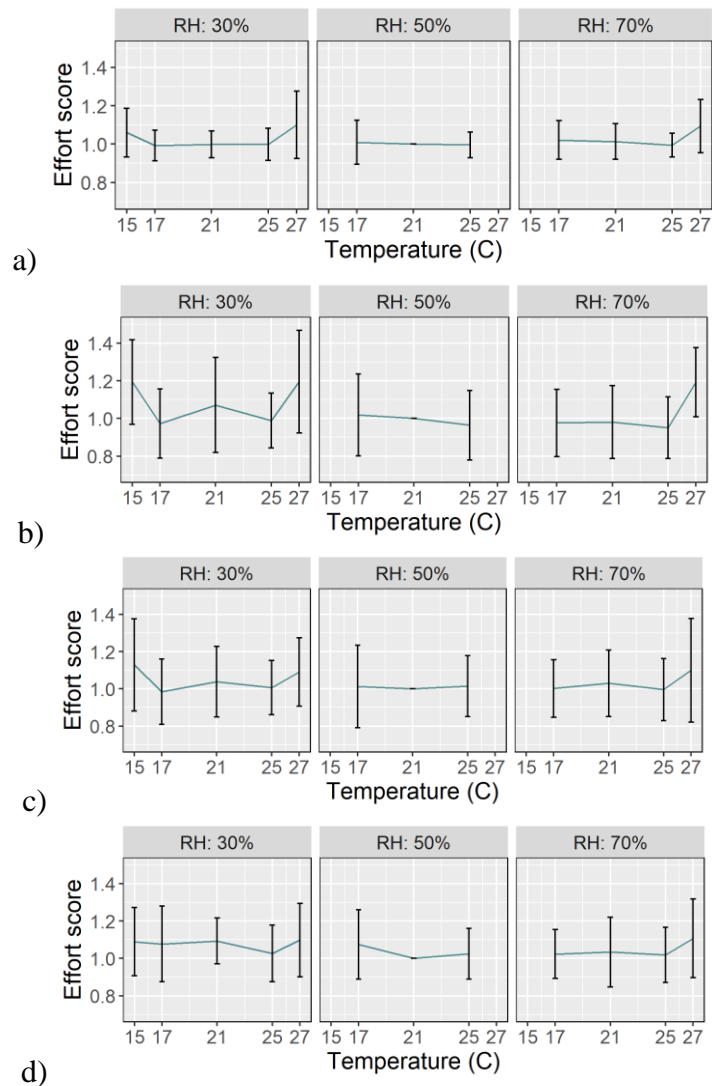 RH: 30% RH: 50% RH: 70%
Effort score
1.4
1.2
1.0
0.8
15 17 21 25 27 15 17 21 25 27 15 17 21 25 27
Temperature (C)
a)
RH: 30% RH: 50% RH: 70%
Effort score
1.4
1.2
1.0
0.8
15 17 21 25 27 15 17 21 25 27 15 17 21 25 27
Temperature (C)
b)
RH: 30% RH: 50% RH: 70%
Effort score
1.4
1.2
1.0
0.8
15 17 21 25 27 15 17 21 25 27 15 17 21 25 27
Temperature (C)
c)
RH: 30% RH: 50% RH: 70%
Effort score
1.4
1.2
1.0
0.8
15 17 21 25 27 15 17 21 25 27 15 17 21 25 27
Temperature (C)
d)